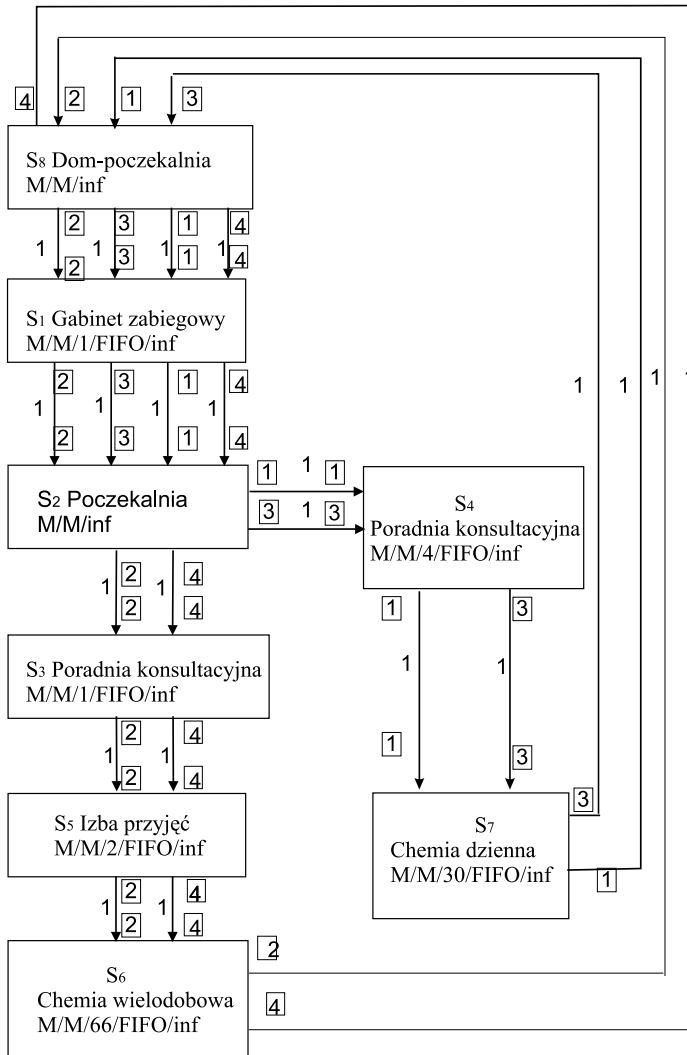 4 2 1 3
S8 Dom-poczekalnia
M/M/inf
2 3 1 4
1 1 1 1
2 3 1 4
S1 Gabinet zabiegowy
M/M/1/FIFO/inf
2 3 1 4
1 1 1 1
2 3 1 4
1 1 1 1
S2 Poczekalnia
M/M/inf
1 1 1
3 1 3
S4
Poradnia konsultacyjna
M/M/4/FIFO/inf
2 4
1 1
2 4
1 3
1 1
1 3
S3 Poradnia konsultacyjna
M/M/1/FIFO/inf
2 4
1 1
2 4
S5 Izba przyjęć
M/M/2/FIFO/inf
3
S7
Chemia dzienna
M/M/30/FIFO/inf
1
2 4
1 1
2 4
2
S6
Chemia wielodobowa
M/M/66/FIFO/inf
4